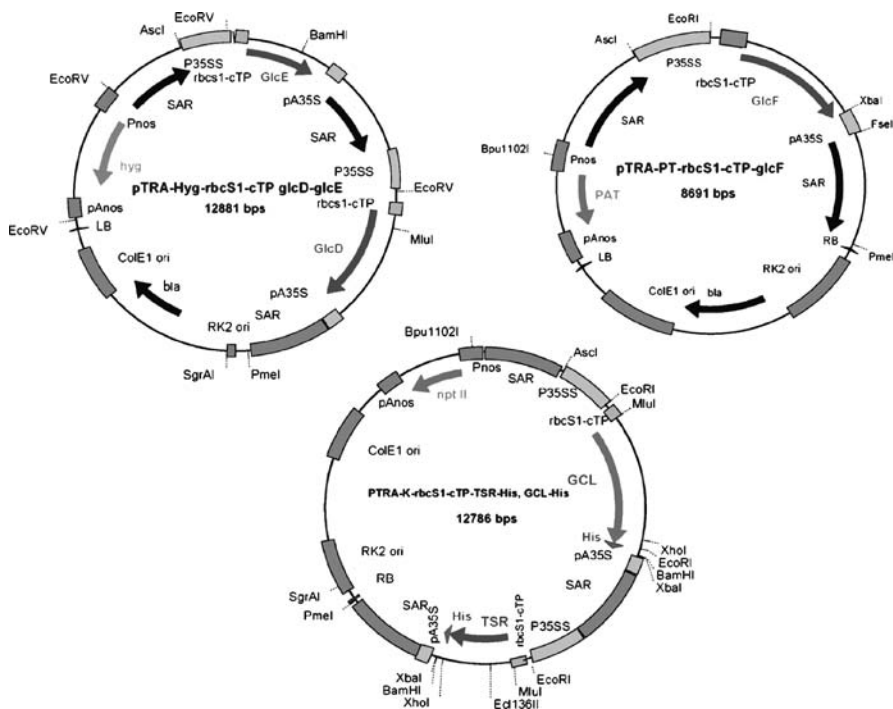 EcoRV
AscI
BamHI
P35SS
rbcs1-cTP
GlcE
EcoRV
SAR
pA35S
Pnos
SAR
hyg
P35SS
pTRA-Hyg-rbcS1-cTP glcD-glcE
EcoRV
12881 bps
rbcs1-cTP
pAnos
EcoRV
LB
MluI
GlcD
ColE1 ori
pA35S
bla
SAR
RK2 ori
SgrAI
PmeI
EcoRI
AscI
P35SS
rbcS1-cTP
GlcF
XbaI
FseI
SAR
pA35S
Bpu1102I
Pnos
pTRA-PT-rbcS1-cTP-glcF
8691 bps
PAT
SAR
pAnos
RB
LB
PmeI
RK2 ori
ColE1 ori
bla
Bpu1102I
AscI
Pnos
SAR
P35SS
EcoRI
MluI
npt II
pAnos
rbcS1-cTP
ColE1 ori
GCL
PTRA-K-rbcS1-cTP-TSR-His, GCL-His
12786 bps
His
XhoI
pA35S
EcoRI
BamHI
XbaI
RK2 ori
RB
SAR
SgrAI
PmeI
SAR
pA35S
His
TSR
rbcS1-cTP
P35SS
XbaI
BamHI
XhoI
EcoRI
MluI
Ecl136II